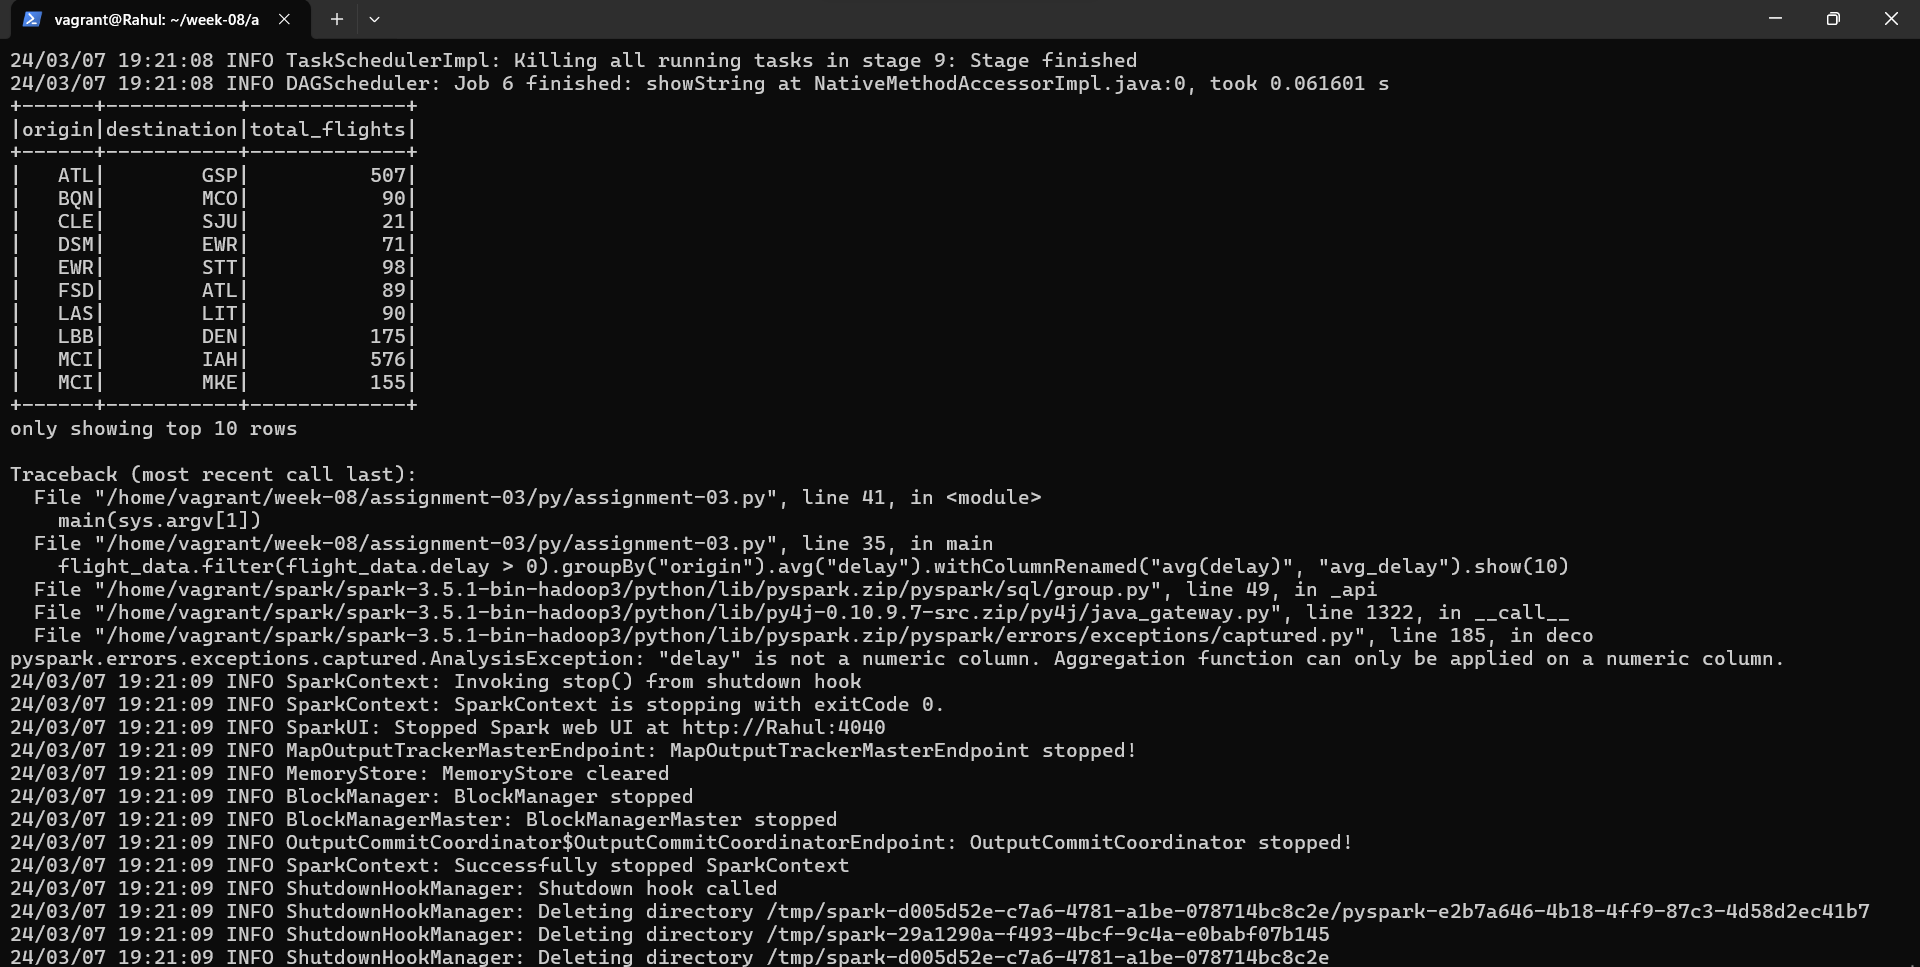 vagrant@Rahul: ~/week-08/a
24/03/07 19:21:08 INFO TaskSchedulerImpl: Killing all running tasks in stage 9: Stage finished
24/03/07 19:21:08 INFO DAGScheduler: Job 6 finished: showString at NativeMethodAccessorImpl.java:0, took 0.061601 s
+------+-----------+-------------+
|origin|destination|total_flights|
+------+-----------+-------------+
|   ATL|        GSP|          507|
|   BQN|        MCO|           90|
|   CLE|        SJU|           21|
|   DSM|        EWR|           71|
|   EWR|        STT|           98|
|   FSD|        ATL|           89|
|   LAS|        LIT|           90|
|   LBB|        DEN|          175|
|   MCI|        IAH|          576|
|   MCI|        MKE|          155|
+------+-----------+-------------+
only showing top 10 rows
Traceback (most recent call last):
  File "/home/vagrant/week-08/assignment-03/py/assignment-03.py", line 41, in <module>
    main(sys.argv[1])
  File "/home/vagrant/week-08/assignment-03/py/assignment-03.py", line 35, in main
    flight_data.filter(flight_data.delay > 0).groupBy("origin").avg("delay").withColumnRenamed("avg(delay)", "avg_delay").show(10)
  File "/home/vagrant/spark/spark-3.5.1-bin-hadoop3/python/lib/pyspark.zip/pyspark/sql/group.py", line 49, in _api
  File "/home/vagrant/spark/spark-3.5.1-bin-hadoop3/python/lib/py4j-0.10.9.7-src.zip/py4j/java_gateway.py", line 1322, in __call__
  File "/home/vagrant/spark/spark-3.5.1-bin-hadoop3/python/lib/pyspark.zip/pyspark/errors/exceptions/captured.py", line 185, in deco
pyspark.errors.exceptions.captured.AnalysisException: "delay" is not a numeric column. Aggregation function can only be applied on a numeric column.
24/03/07 19:21:09 INFO SparkContext: Invoking stop() from shutdown hook
24/03/07 19:21:09 INFO SparkContext: SparkContext is stopping with exitCode 0.
24/03/07 19:21:09 INFO SparkUI: Stopped Spark web UI at http://Rahul:4040
24/03/07 19:21:09 INFO MapOutputTrackerMasterEndpoint: MapOutputTrackerMasterEndpoint stopped!
24/03/07 19:21:09 INFO MemoryStore: MemoryStore cleared
24/03/07 19:21:09 INFO BlockManager: BlockManager stopped
24/03/07 19:21:09 INFO BlockManagerMaster: BlockManagerMaster stopped
24/03/07 19:21:09 INFO OutputCommitCoordinator$OutputCommitCoordinatorEndpoint: OutputCommitCoordinator stopped!
24/03/07 19:21:09 INFO SparkContext: Successfully stopped SparkContext
24/03/07 19:21:09 INFO ShutdownHookManager: Shutdown hook called
24/03/07 19:21:09 INFO ShutdownHookManager: Deleting directory /tmp/spark-d005d52e-c7a6-4781-a1be-078714bc8c2e/pyspark-e2b7a646-4b18-4ff9-87c3-4d58d2ec41b7
24/03/07 19:21:09 INFO ShutdownHookManager: Deleting directory /tmp/spark-29a1290a-f493-4bcf-9c4a-e0babf07b145
24/03/07 19:21:09 INFO ShutdownHookManager: Deleting directory /tmp/spark-d005d52e-c7a6-4781-a1be-078714bc8c2e